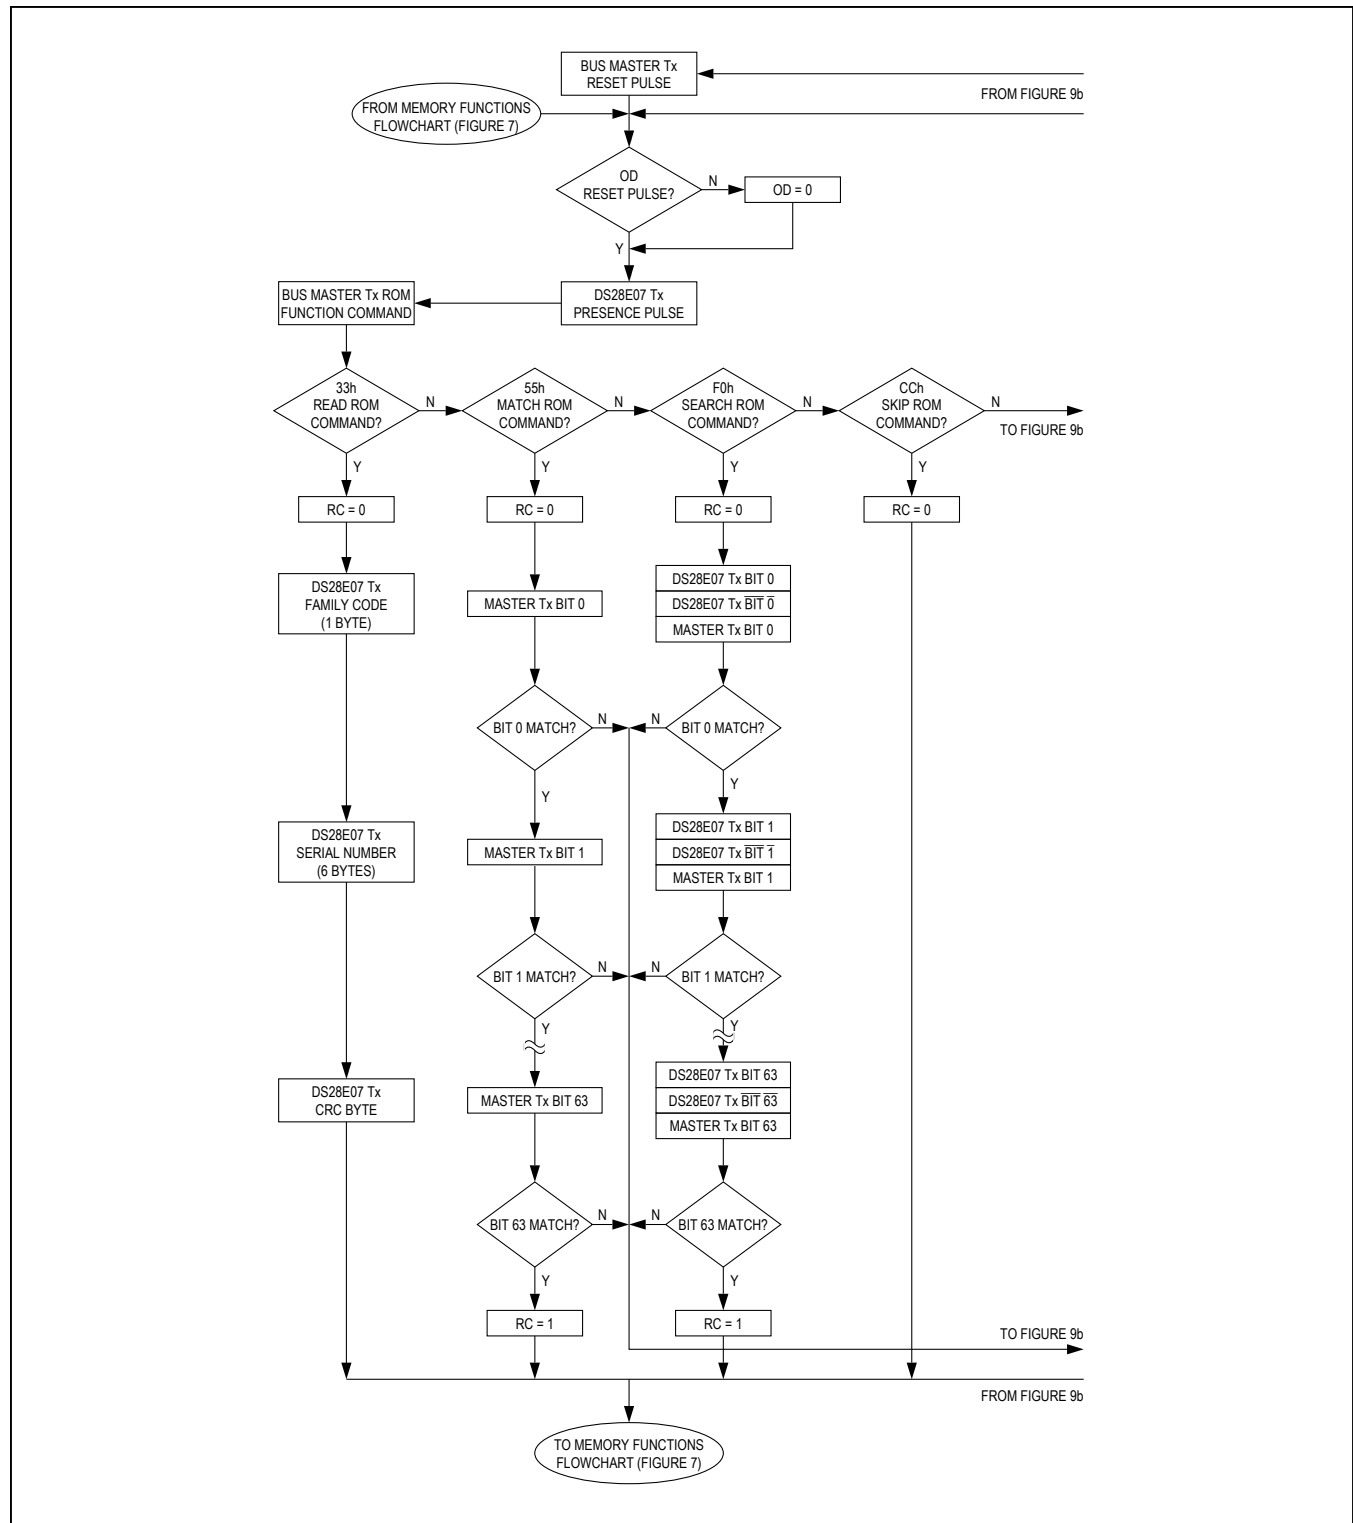 BUS MASTER Tx
RESET PULSE
FROM FIGURE 9b
FROM MEMORY FUNCTIONS
FLOWCHART (FIGURE 7)
OD
RESET PULSE?
N
OD = 0
Y
BUS MASTER Tx ROM
FUNCTION COMMAND
DS28E07 Tx
PRESENCE PULSE
33h
READ ROM
COMMAND?
N
55h
MATCH ROM
COMMAND?
N
F0h
SEARCH ROM
COMMAND?
N
CCh
SKIP ROM
COMMAND?
N
TO FIGURE 9b
Y
Y
Y
Y
RC = 0
RC = 0
RC = 0
RC = 0
DS28E07 Tx
FAMILY CODE
(1 BYTE)
MASTER Tx BIT 0
DS28E07 Tx BIT 0
DS28E07 Tx B̅I̅T̅ 0̅
MASTER Tx BIT 0
BIT 0 MATCH?
N
N
BIT 0 MATCH?
Y
Y
DS28E07 Tx
SERIAL NUMBER
(6 BYTES)
MASTER Tx BIT 1
DS28E07 Tx BIT 1
DS28E07 Tx B̅I̅T̅ 1̅
MASTER Tx BIT 1
BIT 1 MATCH?
N
N
BIT 1 MATCH?
Y
Y
DS28E07 Tx
CRC BYTE
MASTER Tx BIT 63
DS28E07 Tx BIT 63
DS28E07 Tx B̅I̅T̅ 6̅3̅
MASTER Tx BIT 63
BIT 63 MATCH?
N
N
BIT 63 MATCH?
Y
Y
RC = 1
RC = 1
TO FIGURE 9b
FROM FIGURE 9b
TO MEMORY FUNCTIONS
FLOWCHART (FIGURE 7)